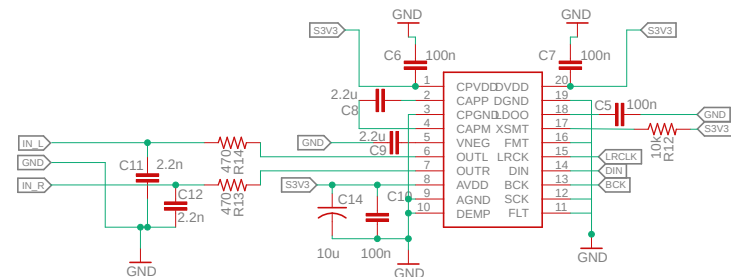 GND
GND
S3V3
S3V3
C6
100n
C7
100n
1
CPVDD
DVDD
20
2.2u
C8
2
CAPP
DGND
19
C5
100n
3
CPGND
LDOO
18
GND
4
CAPM
XSMT
17
10k
R12
S3V3
GND
2.2u
C9
5
VNEG
FMT
16
IN_L
470
R14
6
OUTL
LRCK
15
LRCLK
GND
C11
2.2n
7
OUTR
DIN
14
DIN
IN_R
470
R13
S3V3
8
AVDD
BCK
13
BCK
C12
2.2n
C14
9
AGND
SCK
12
10
DEMP
FLT
11
10u
100n
GND
GND
GND